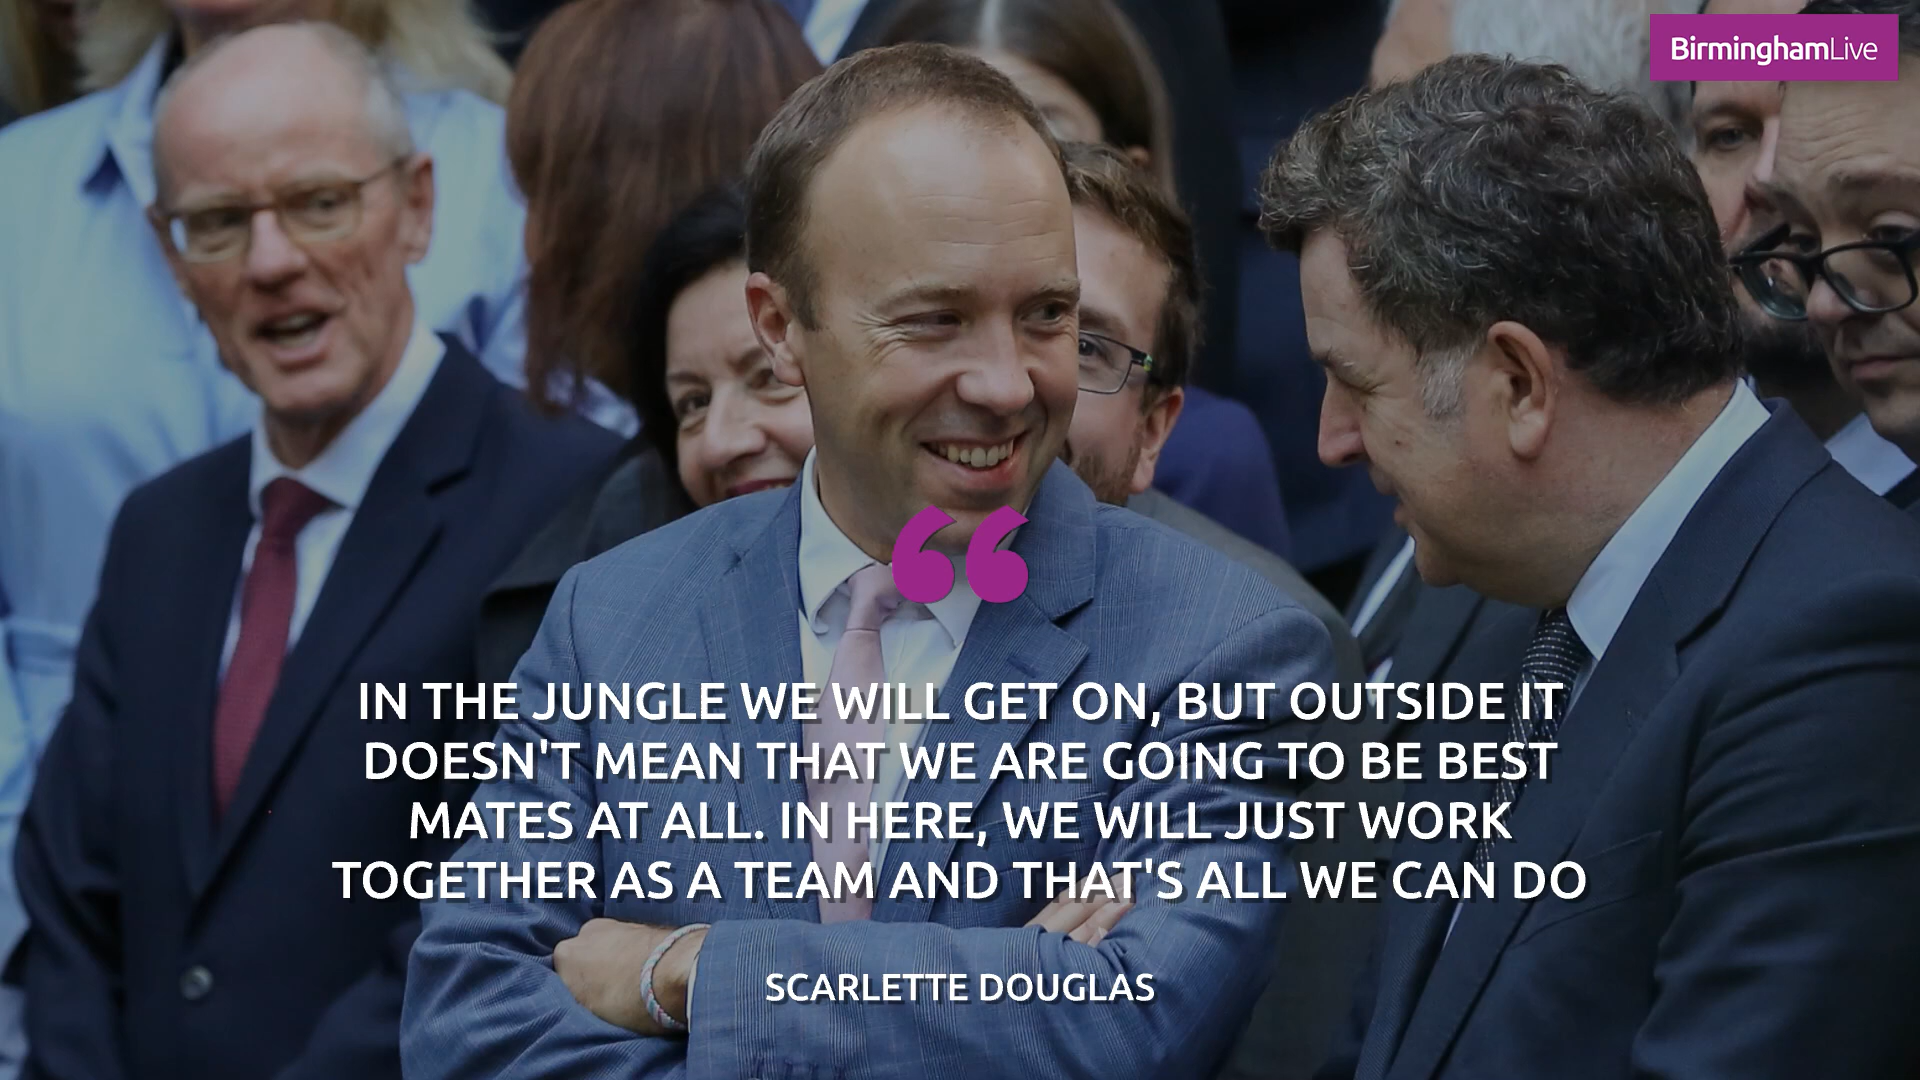 BirminghamLive
“
IN THE JUNGLE WE WILL GET ON, BUT OUTSIDE IT
DOESN'T MEAN THAT WE ARE GOING TO BE BEST
MATES AT ALL. IN HERE, WE WILL JUST WORK
TOGETHER AS A TEAM AND THAT'S ALL WE CAN DO
SCARLETTE DOUGLAS